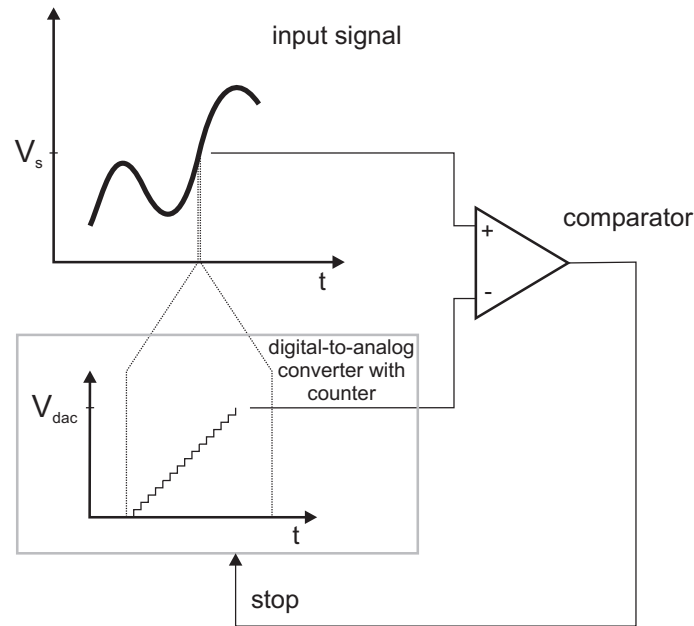 input signal
V_s
comparator
+
-
t
digital-to-analog
converter with
counter
V_dac
t
stop